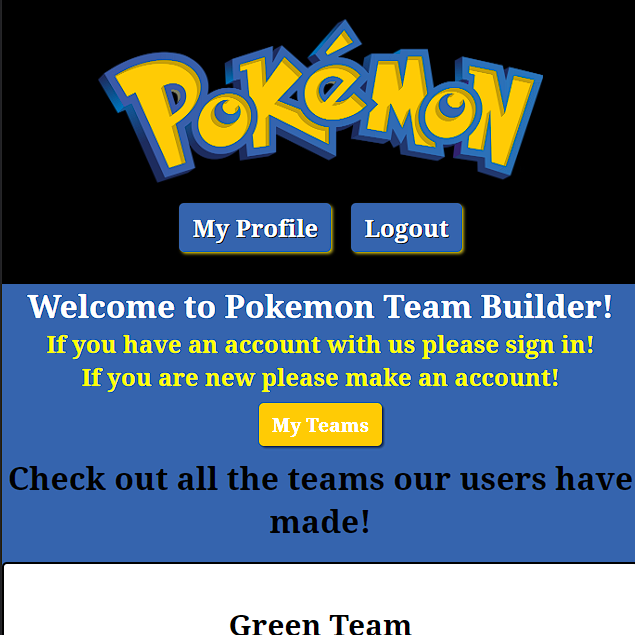 POKéMON
My Profile
Logout
Welcome to Pokemon Team Builder!
If you have an account with us please sign in!
If you are new please make an account!
My Teams
Check out all the teams our users have
made!
Green Team